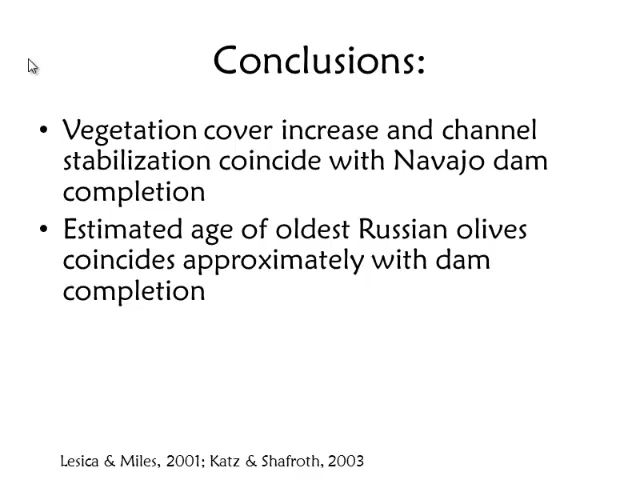 Conclusions:
• Vegetation cover increase and channel
stabilization coincide with Navajo dam
completion
• Estimated age of oldest Russian olives
coincides approximately with dam
completion
Lesica & Miles, 2001; Katz & Shafroth, 2003